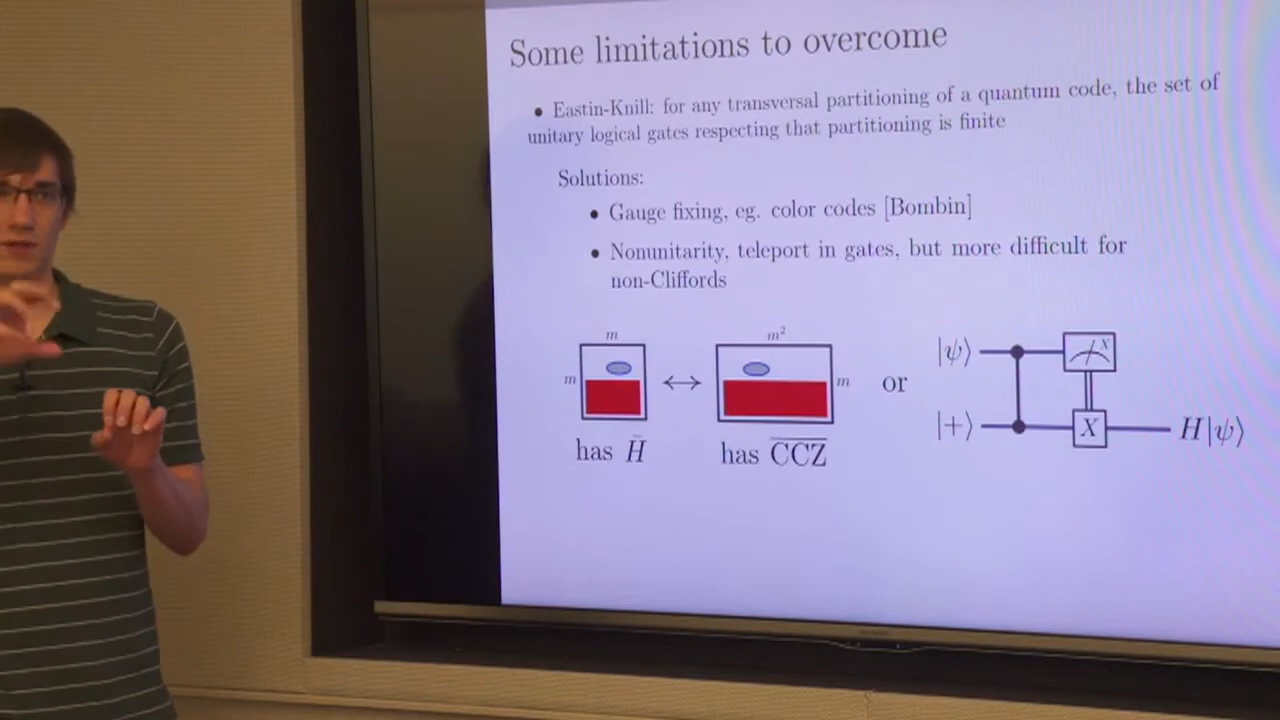 Some limitations to overcome
• Eastin-Knill: for any transversal partitioning of a quantum code, the set of
unitary logical gates respecting that partitioning is finite
Solutions:
• Gauge fixing, eg. color codes [Bombin]
• Nonunitarity, teleport in gates, but more difficult for
non-Cliffords
m
m²
m
↔
m
or
|ψ⟩
X
|+⟩
X
H|ψ⟩
has H̄
has C̅C̅Z̅